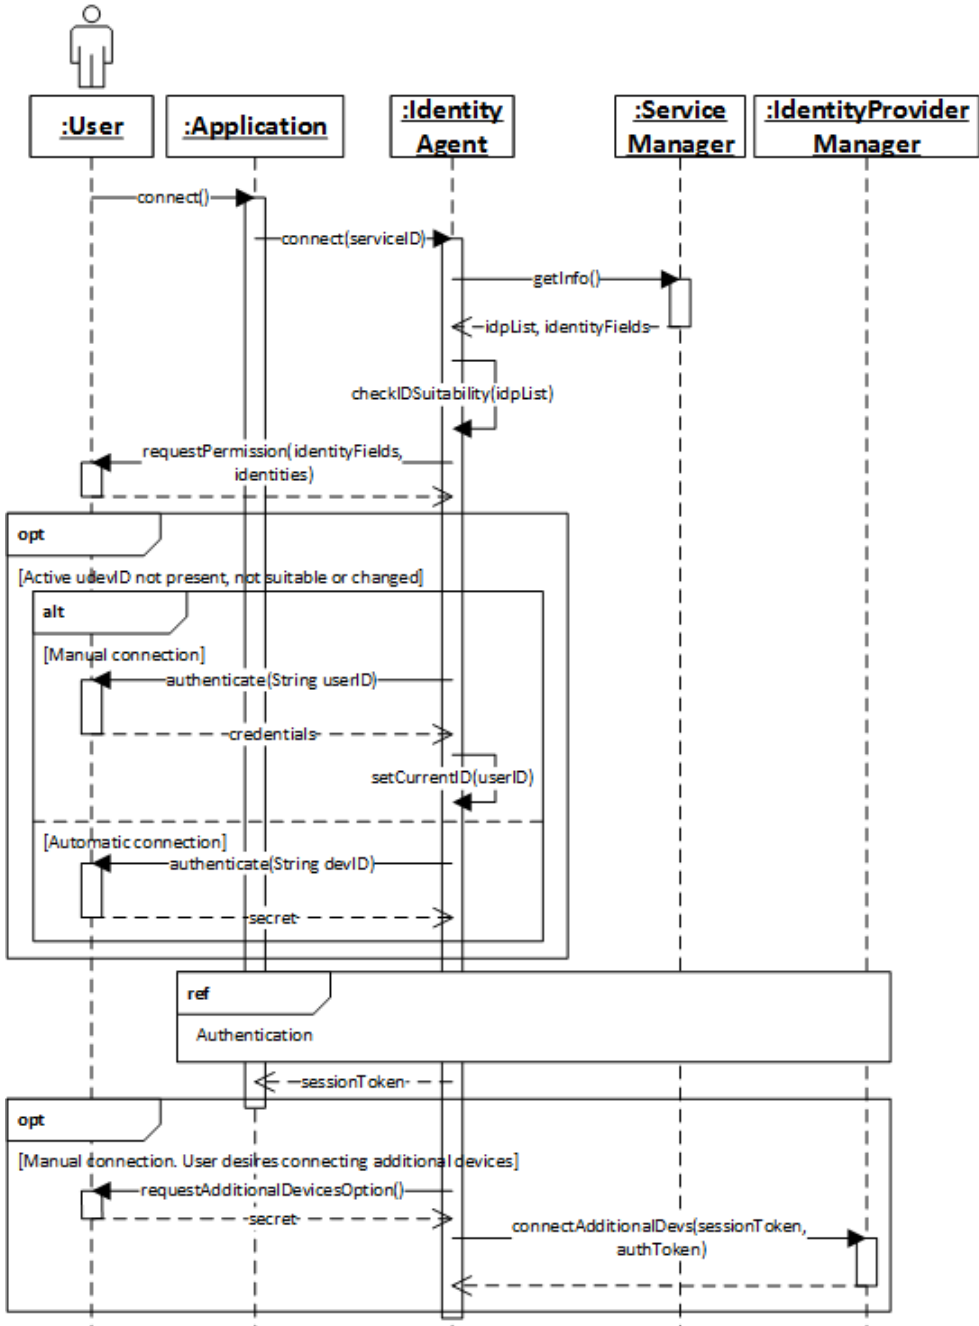 :User
:Application
:Identity
Agent
:Service
Manager
:IdentityProvider
Manager
connect()
connect(serviceID)
getInfo()
idpList, identityFields
checkIDSuitability(idpList)
requestPermission(identityFields,
identities)
opt
[Active udevID not present, not suitable or changed]
alt
[Manual connection]
authenticate(String userID)
credentials
setCurrentID(userID)
[Automatic connection]
authenticate(String devID)
secret
ref
Authentication
sessionToken
opt
[Manual connection. User desires connecting additional devices]
requestAdditionalDevicesOption()
secret
connectAdditionalDevs(sessionToken,
authToken)